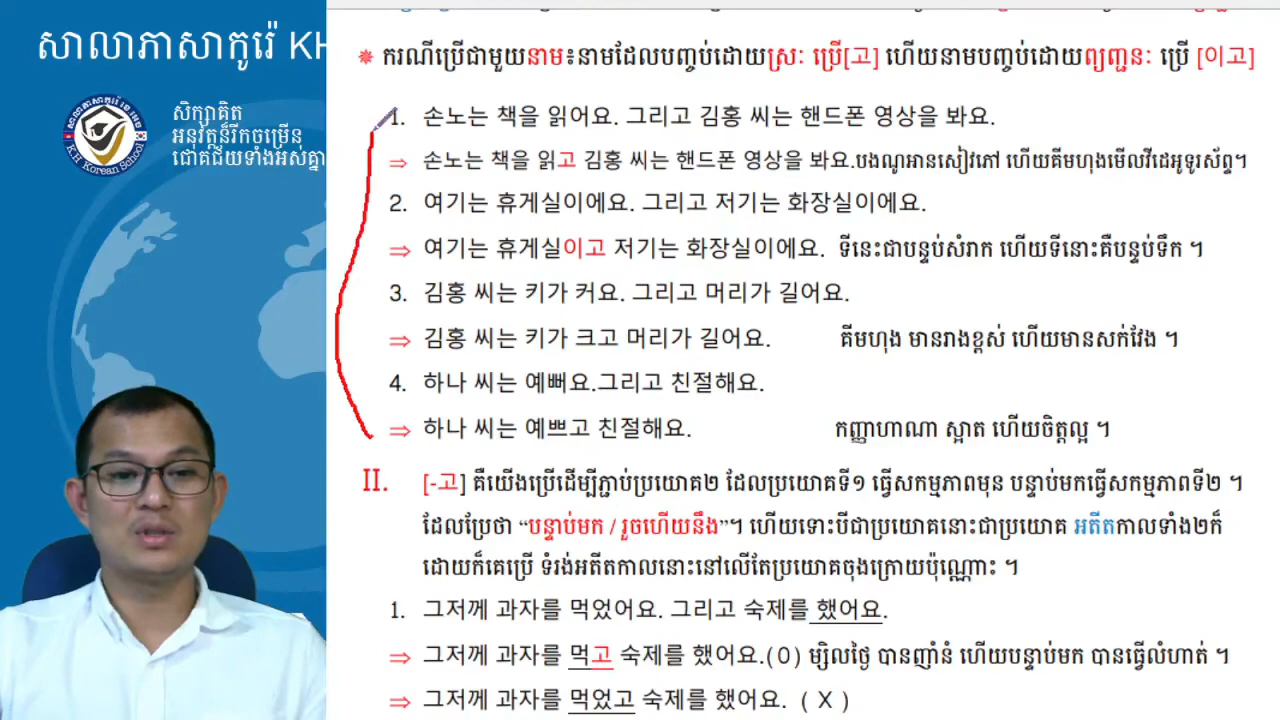 សាលាភាសាកូរ៉េ KH
សិក្សាគិត
អនុវត្តន៍រីកចម្រើន
ជោគជ័យទាំងអស់គ្នា
K.H Korean School
✵ ករណីប្រើជាមួយនាម៖នាមដែលបញ្ចប់ដោយស្រៈ ប្រើ[고] ហើយនាមបញ្ចប់ដោយព្យញ្ជនៈ ប្រើ [이고]
1. 손노는 책을 읽어요. 그리고 김홍 씨는 핸드폰 영상을 봐요.
⇒ 손노는 책을 읽고 김홍 씨는 핸드폰 영상을 봐요.បងណូអានសៀវភៅ ហើយគីមហុងមើលវីដេអូទូរស័ព្ទ។
2. 여기는 휴게실이에요. 그리고 저기는 화장실이에요.
⇒ 여기는 휴게실이고 저기는 화장실이에요. ទីនេះជាបន្ទប់សំរាក ហើយទីនោះគឺបន្ទប់ទឹក ។
3. 김홍 씨는 키가 커요. 그리고 머리가 길어요.
⇒ 김홍 씨는 키가 크고 머리가 길어요. គីមហុង មានរាងខ្ពស់ ហើយមានសក់វែង ។
4. 하나 씨는 예뻐요.그리고 친절해요.
⇒ 하나 씨는 예쁘고 친절해요. កញ្ញាហាណា ស្អាត ហើយចិត្តល្អ ។
II. [-고] គឺយើងប្រើដើម្បីភ្ជាប់ប្រយោគ២ ដែលប្រយោគទី១ ធ្វើសកម្មភាពមុន បន្ទាប់មកធ្វើសកម្មភាពទី២ ។
ដែលប្រែថា “បន្ទាប់មក / រួចហើយនឹង”។ ហើយទោះបីជាប្រយោគនោះជាប្រយោគ អតីតកាលទាំង២ក៏
ដោយក៏គេប្រើ ទំរង់អតីតកាលនោះនៅលើតែប្រយោគចុងក្រោយប៉ុណ្ណោះ ។
1. 그저께 과자를 먹었어요. 그리고 숙제를 했어요.
⇒ 그저께 과자를 먹고 숙제를 했어요.(O) ម្សិលថ្ងៃ បានញ៉ាំនំ ហើយបន្ទាប់មក បានធ្វើលំហាត់ ។
⇒ 그저께 과자를 먹었고 숙제를 했어요. ( X )